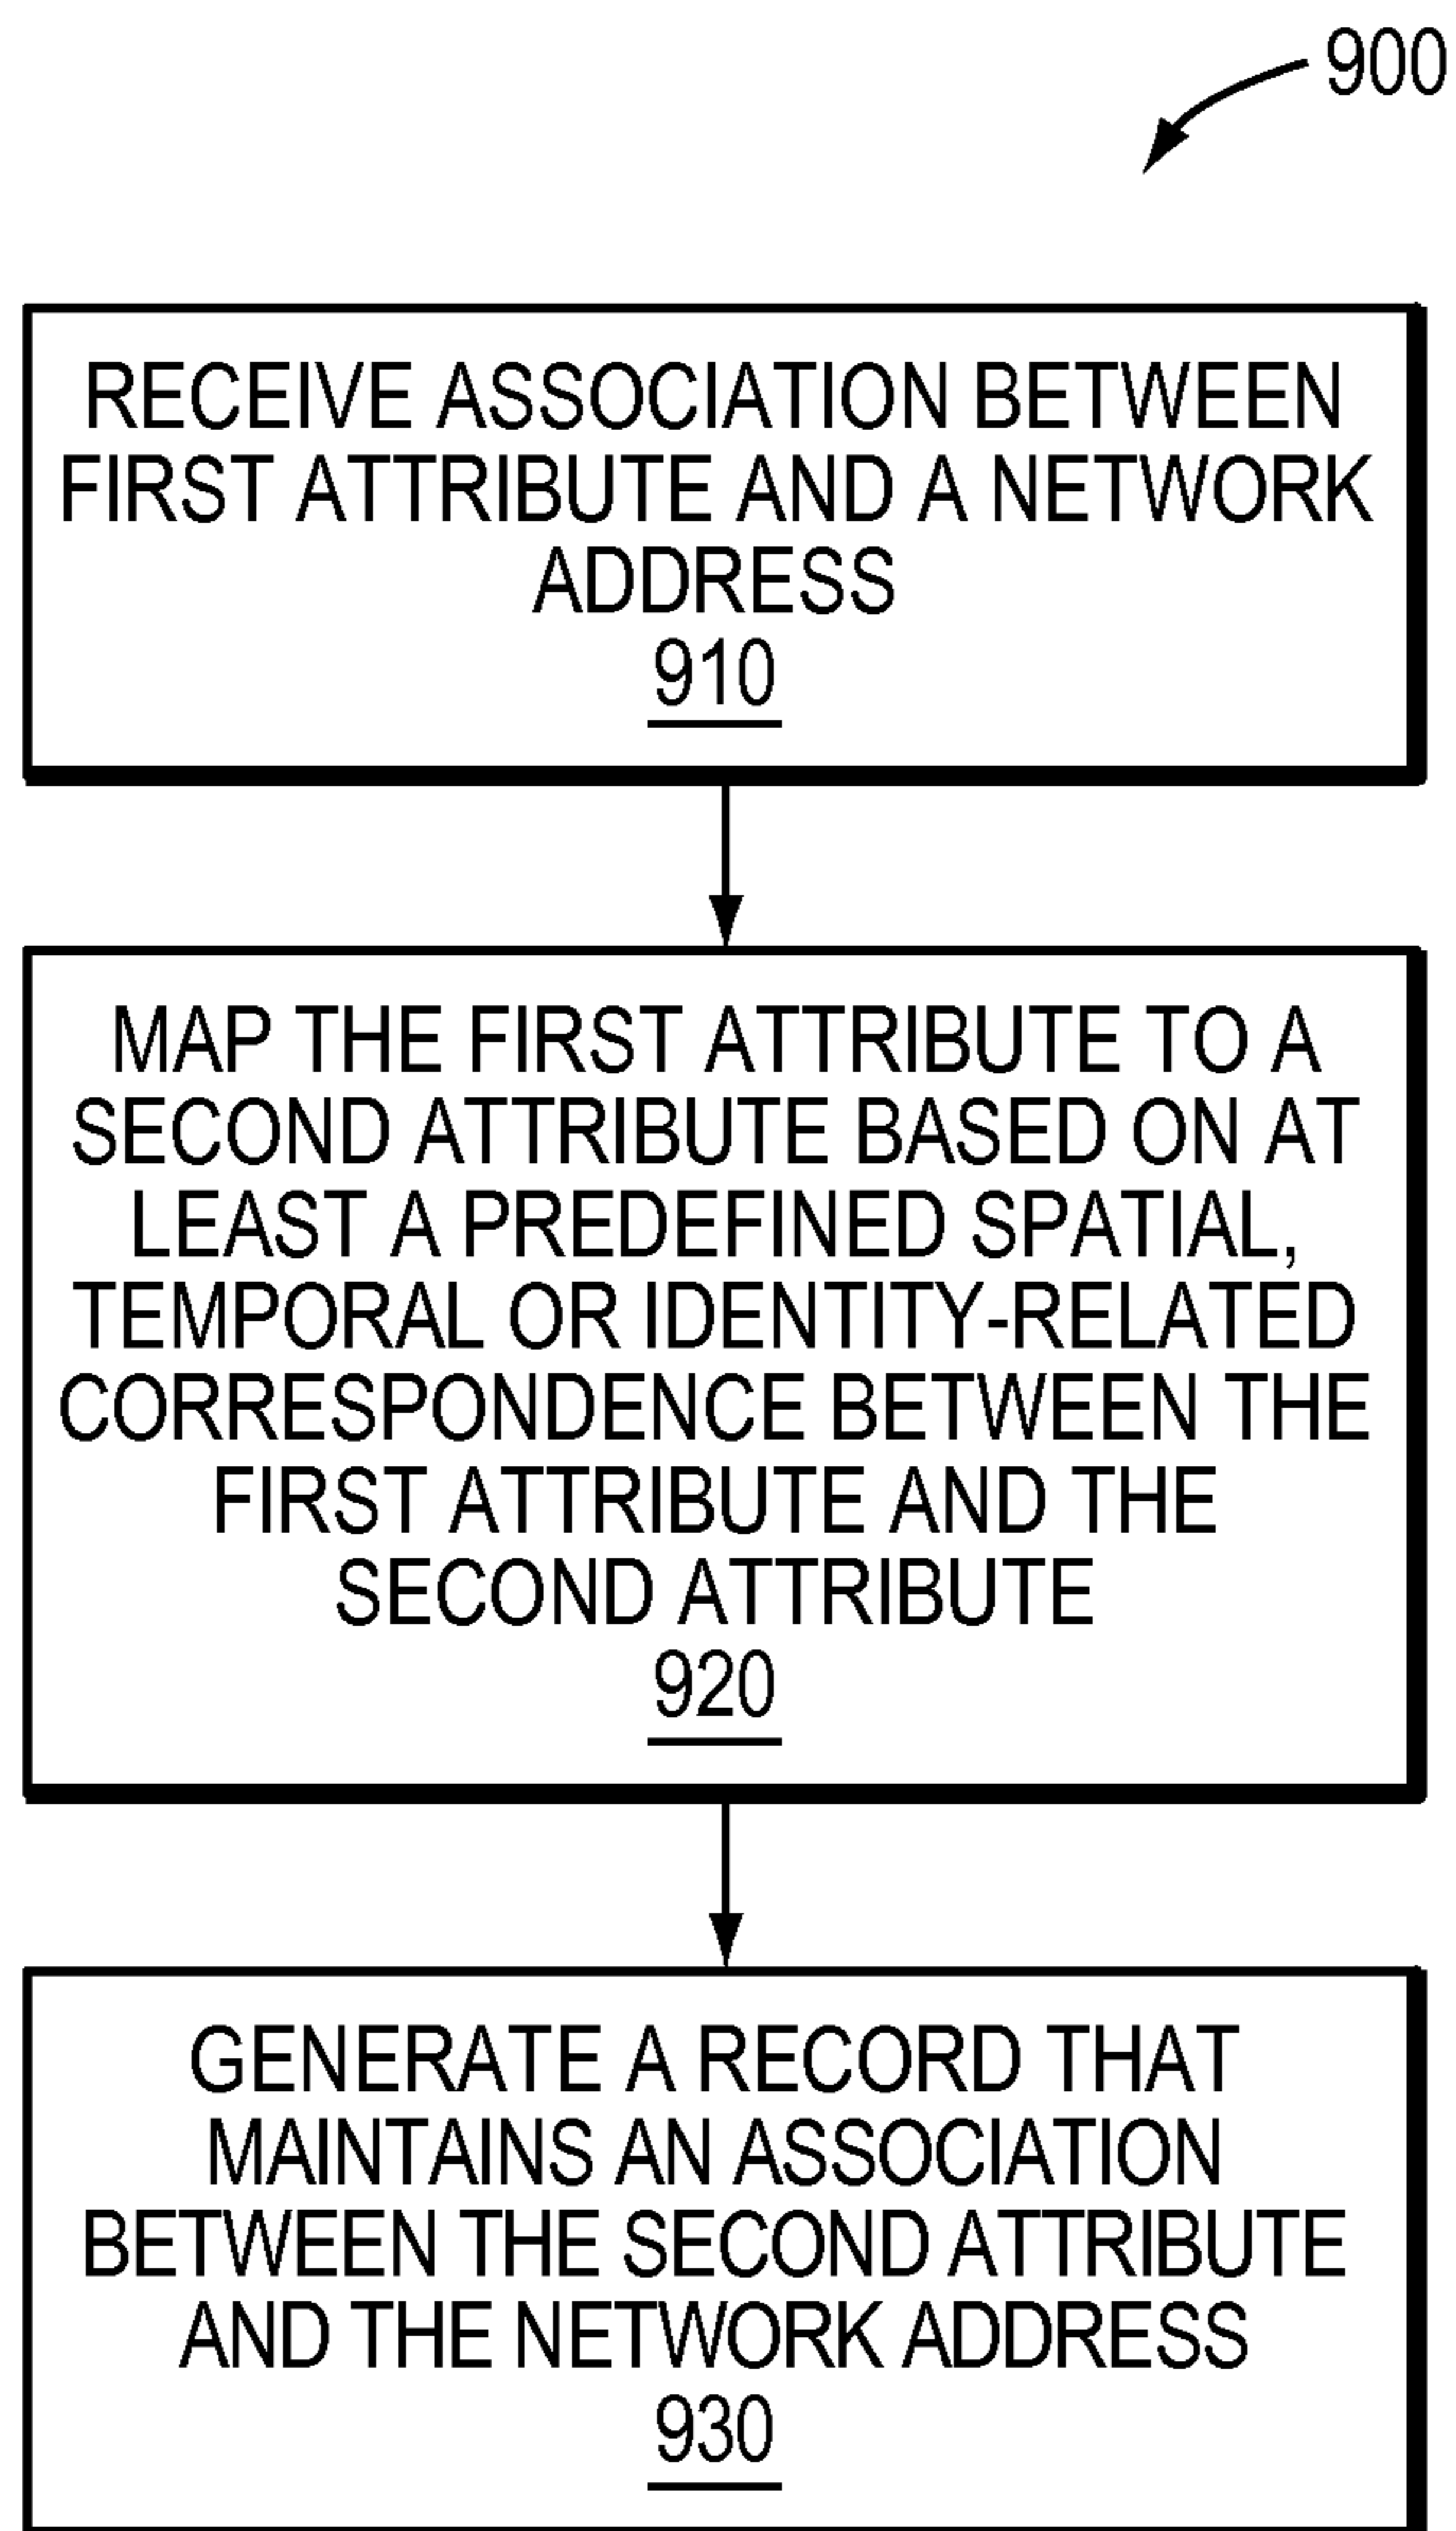 900
RECEIVE ASSOCIATION BETWEEN
FIRST ATTRIBUTE AND A NETWORK
ADDRESS
910
MAP THE FIRST ATTRIBUTE TO A
SECOND ATTRIBUTE BASED ON AT
LEAST A PREDEFINED SPATIAL,
TEMPORAL OR IDENTITY-RELATED
CORRESPONDENCE BETWEEN THE
FIRST ATTRIBUTE AND THE
SECOND ATTRIBUTE
920
GENERATE A RECORD THAT
MAINTAINS AN ASSOCIATION
BETWEEN THE SECOND ATTRIBUTE
AND THE NETWORK ADDRESS
930